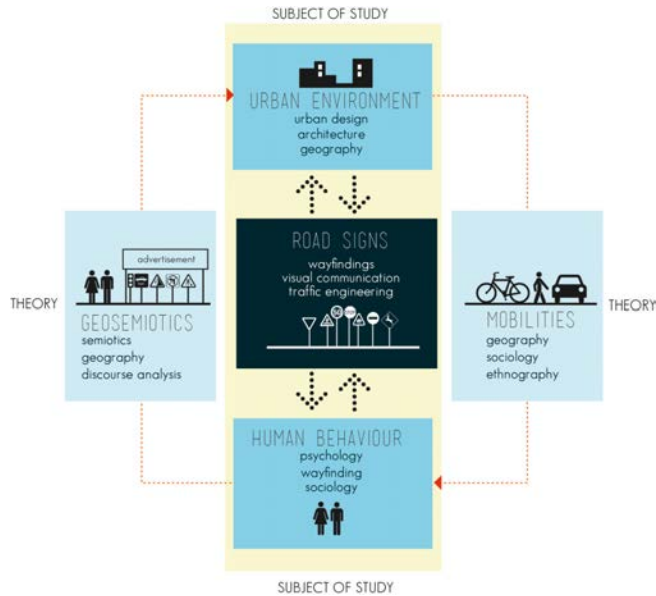 SUBJECT OF STUDY
URBAN ENVIRONMENT
urban design
architecture
geography
THEORY
advertisement
GEOSEMIOTICS
semiotics
geography
discourse analysis
ROAD SIGNS
wayfindings
visual communication
traffic engineering
MOBILITIES
geography
sociology
ethnography
THEORY
HUMAN BEHAVIOUR
psychology
wayfinding
sociology
SUBJECT OF STUDY